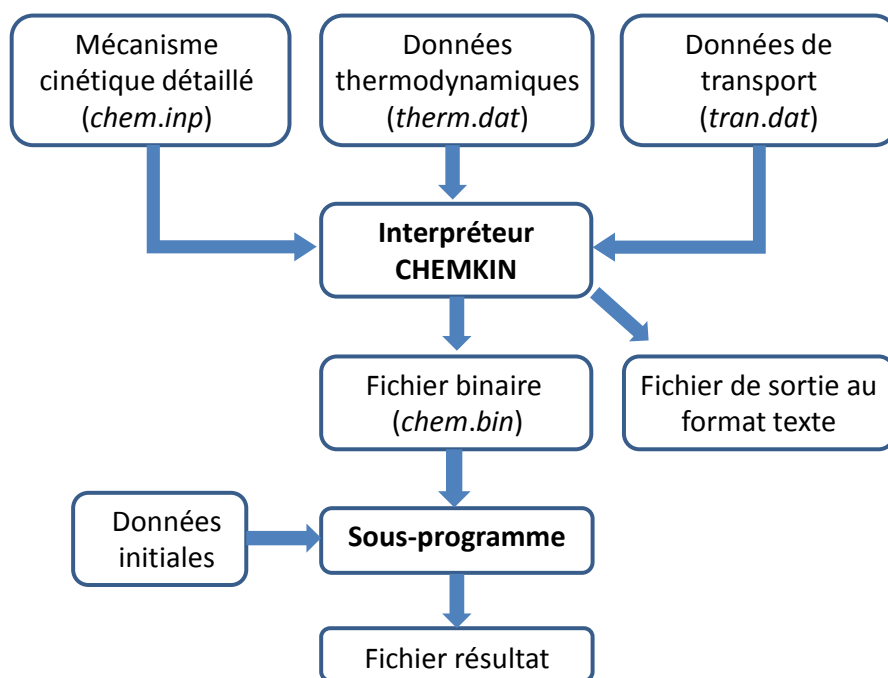 Mécanisme
cinétique détaillé
(chem.inp)
Données
thermodynamiques
(therm.dat)
Données de
transport
(tran.dat)
Interpréteur
CHEMKIN
Fichier binaire
(chem.bin)
Fichier de sortie au
format texte
Données
initiales
Sous-programme
Fichier résultat